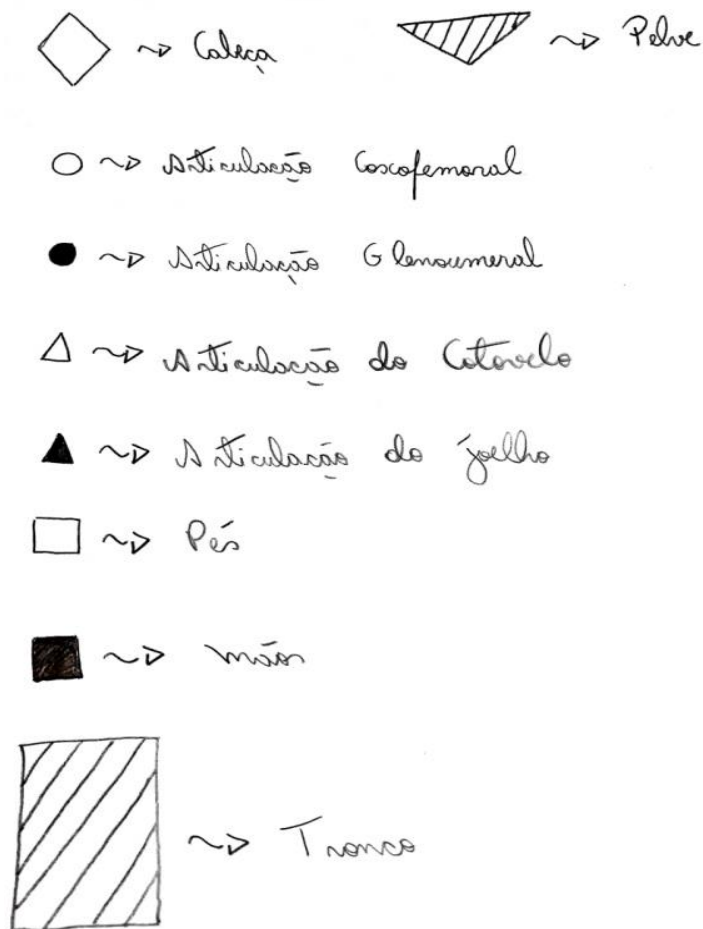 Cabeça
Pelve
Articulação Coxofemoral
Articulação Glenoumeral
Articulação do Cotovelo
Articulação do joelho
Pés
mãos
Tronco